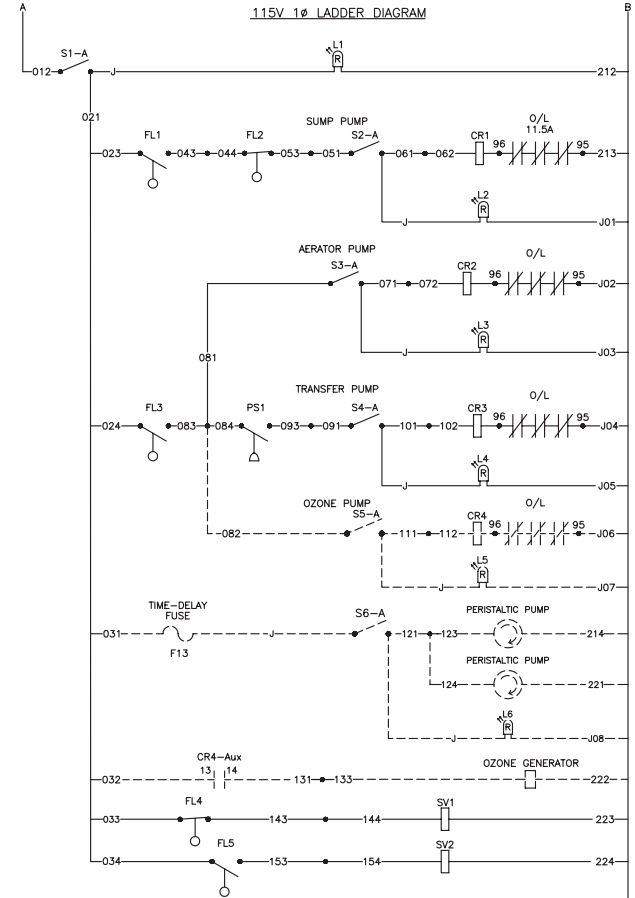 A
B
115V 1ø LADDER DIAGRAM
S1-A
L1
012
J
R
212
021
SUMP PUMP
O/L
11.5A
FL1
FL2
S2-A
CR1
96
95
023
043
044
053
051
061
062
213
L2
R
J
J01
AERATOR PUMP
O/L
S3-A
CR2
96
95
071
072
J02
L3
R
J
J03
081
TRANSFER PUMP
O/L
FL3
PS1
S4-A
CR3
96
95
024
083
084
093
091
101
102
J04
L4
R
J
J05
OZONE PUMP
O/L
S5-A
CR4
96
95
082
111
112
J06
L5
R
J
J07
TIME-DELAY
FUSE
S6-A
PERISTALTIC PUMP
031
J
121
123
214
F13
PERISTALTIC PUMP
124
221
L6
R
J
J08
CR4-Aux
13
14
OZONE GENERATOR
032
131
133
222
FL4
SV1
033
143
144
223
FL5
SV2
034
153
154
224